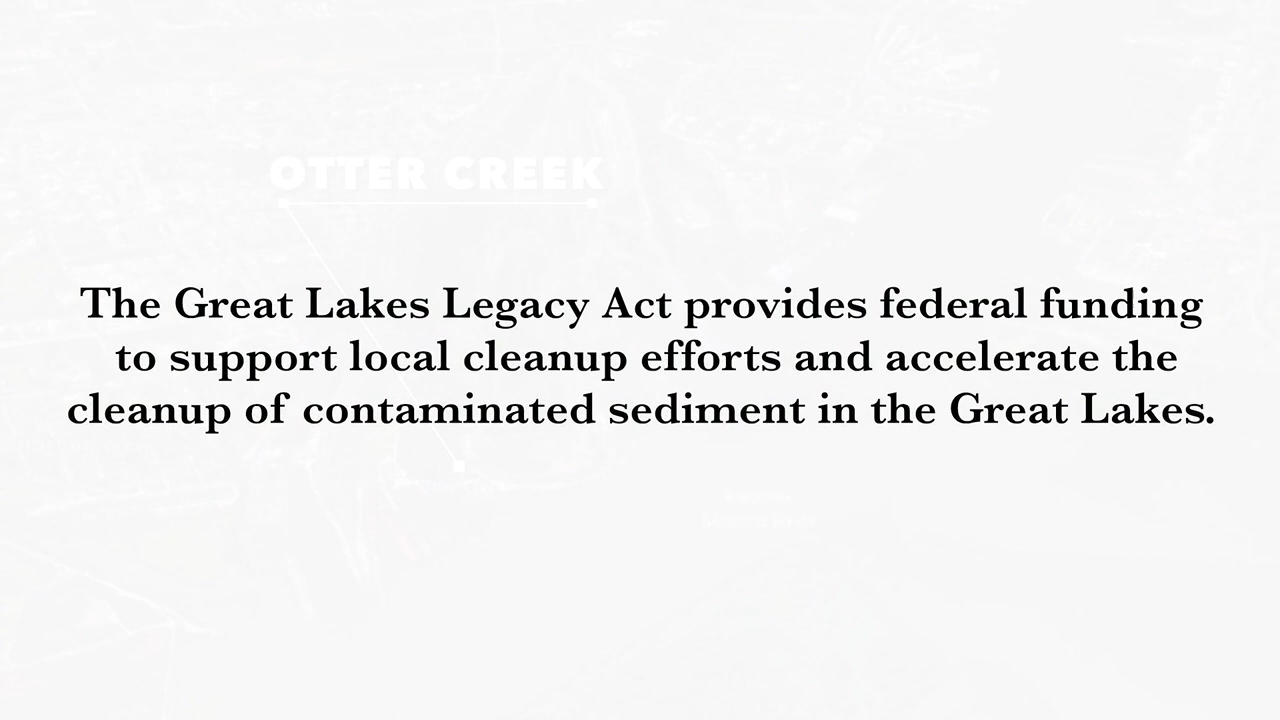 OTTER CREEK
The Great Lakes Legacy Act provides federal funding
to support local cleanup efforts and accelerate the
cleanup of contaminated sediment in the Great Lakes.